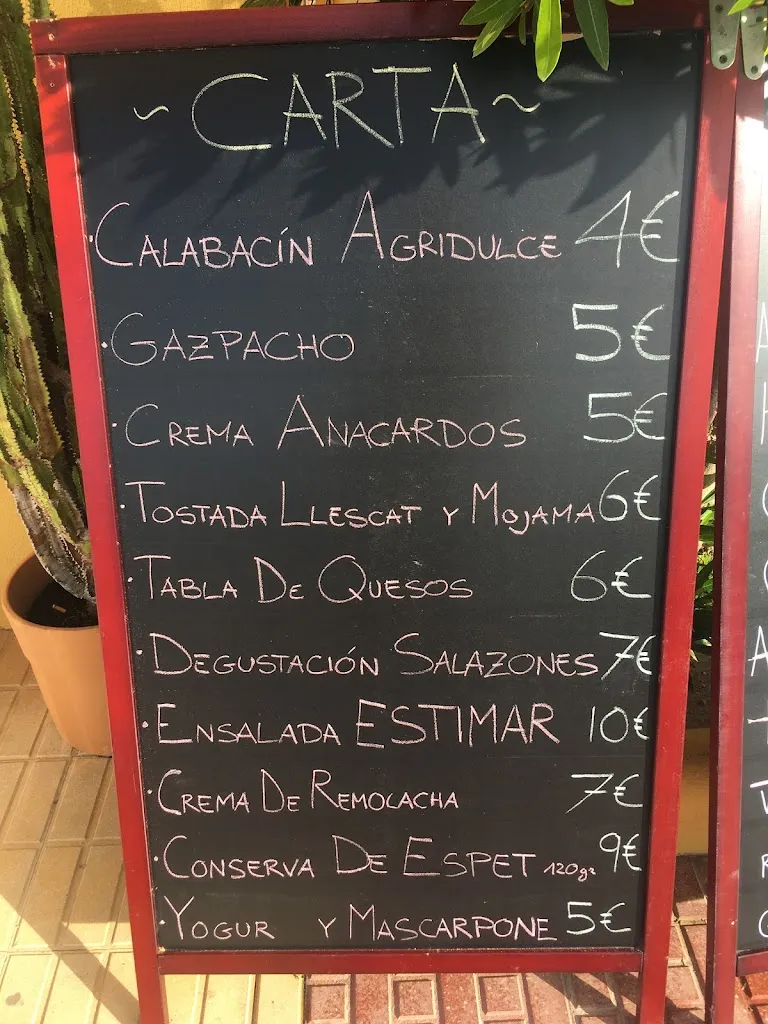 ~ CARTA ~
· CALABACÍN AGRIDULCE 4€
· GAZPACHO 5€
· CREMA ANACARDOS 5€
· TOSTADA LLESCAT Y MOJAMA 6€
· TABLA DE QUESOS 6€
· DEGUSTACIÓN SALAZONES 7€
· ENSALADA ESTIMAR 10€
· CREMA DE REMOLACHA 7€
· CONSERVA DE ESPET 120gr 9€
· YOGUR Y MASCARPONE 5€